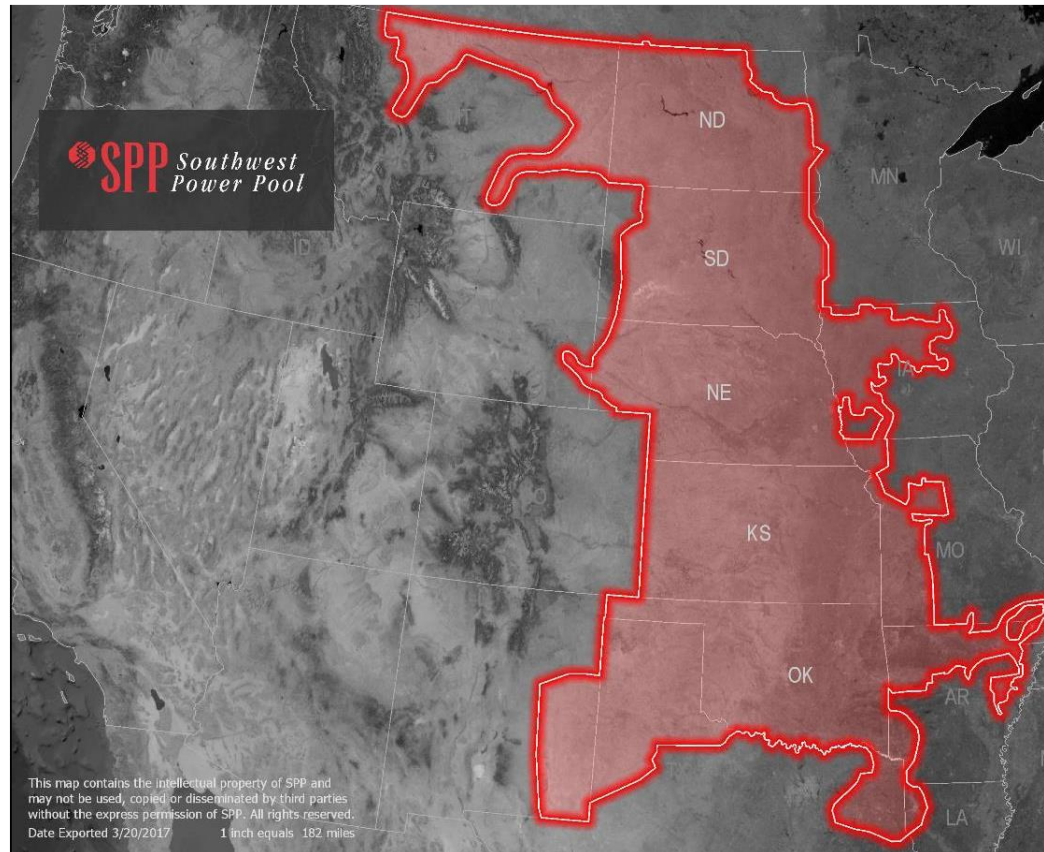 ND
MN
SPP Southwest
Power Pool
WI
ID
SD
IA
NE
KS
MO
OK
AR
This map contains the intellectual property of SPP and
may not be used, copied or disseminated by third parties
without the express permission of SPP. All rights reserved.
Date Exported 3/20/2017 1 inch equals 182 miles
LA